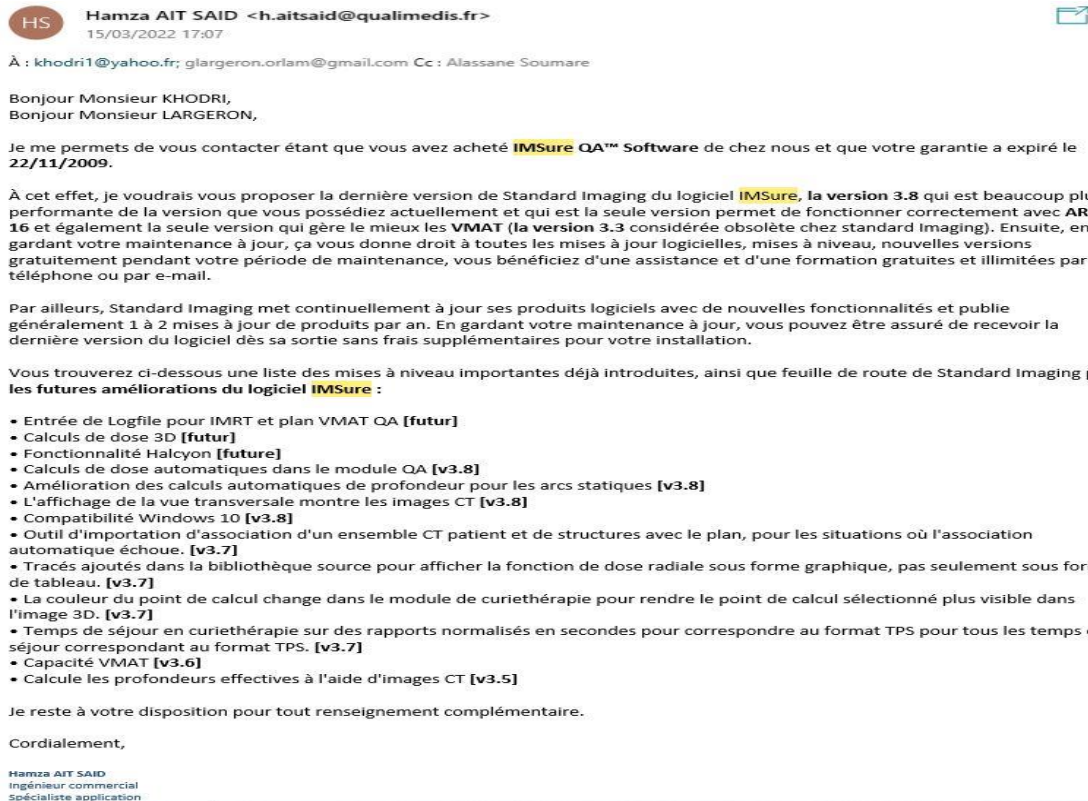 HS
Hamza AIT SAID <h.aitsaid@qualimedis.fr>
15/03/2022 17:07
À : khodri1@yahoo.fr; glargeron.orlam@gmail.com Cc : Alassane Soumare
Bonjour Monsieur KHODRI,
Bonjour Monsieur LARGERON,
Je me permets de vous contacter étant que vous avez acheté IMSure QA™ Software de chez nous et que votre garantie a expiré le
22/11/2009.
À cet effet, je voudrais vous proposer la dernière version de Standard Imaging du logiciel IMSure, la version 3.8 qui est beaucoup plu
performante de la version que vous possédiez actuellement et qui est la seule version permet de fonctionner correctement avec AR
16 et également la seule version qui gère le mieux les VMAT (la version 3.3 considérée obsolète chez standard Imaging). Ensuite, en
gardant votre maintenance à jour, ça vous donne droit à toutes les mises à jour logicielles, mises à niveau, nouvelles versions
gratuitement pendant votre période de maintenance, vous bénéficiez d'une assistance et d'une formation gratuites et illimitées par
téléphone ou par e-mail.
Par ailleurs, Standard Imaging met continuellement à jour ses produits logiciels avec de nouvelles fonctionnalités et publie
généralement 1 à 2 mises à jour de produits par an. En gardant votre maintenance à jour, vous pouvez être assuré de recevoir la
dernière version du logiciel dès sa sortie sans frais supplémentaires pour votre installation.
Vous trouverez ci-dessous une liste des mises à niveau importantes déjà introduites, ainsi que feuille de route de Standard Imaging p
les futures améliorations du logiciel IMSure :
• Entrée de Logfile pour IMRT et plan VMAT QA [futur]
• Calculs de dose 3D [futur]
• Fonctionnalité Halcyon [future]
• Calculs de dose automatiques dans le module QA [v3.8]
• Amélioration des calculs automatiques de profondeur pour les arcs statiques [v3.8]
• L'affichage de la vue transversale montre les images CT [v3.8]
• Compatibilité Windows 10 [v3.8]
• Outil d'importation d'association d'un ensemble CT patient et de structures avec le plan, pour les situations où l'association
automatique échoue. [v3.7]
• Tracés ajoutés dans la bibliothèque source pour afficher la fonction de dose radiale sous forme graphique, pas seulement sous for
de tableau. [v3.7]
• La couleur du point de calcul change dans le module de curiethérapie pour rendre le point de calcul sélectionné plus visible dans
l'image 3D. [v3.7]
• Temps de séjour en curiethérapie sur des rapports normalisés en secondes pour correspondre au format TPS pour tous les temps
séjour correspondant au format TPS. [v3.7]
• Capacité VMAT [v3.6]
• Calcule les profondeurs effectives à l'aide d'images CT [v3.5]
Je reste à votre disposition pour tout renseignement complémentaire.
Cordialement,
Hamza AIT SAID
Ingénieur commercial
Spécialiste application